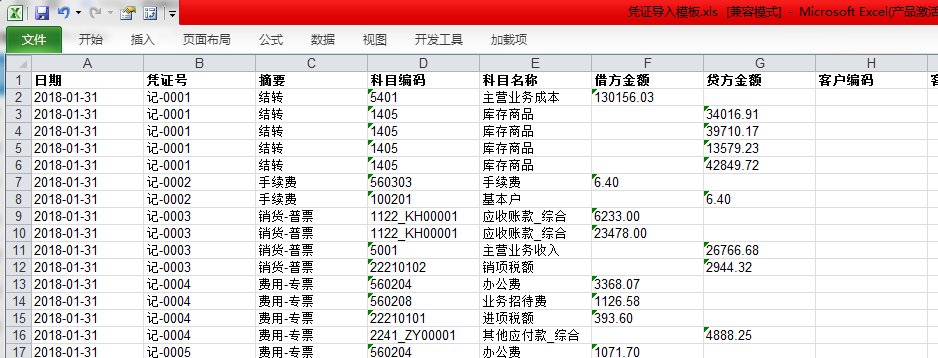 凭证导入模板.xls [兼容模式] - Microsoft Excel(产品激活
文件 开始 插入 页面布局 公式 数据 视图 开发工具 加载项
A B C D E F G H
1 日期 凭证号 摘要 科目编码 科目名称 借方金额 贷方金额 客户编码
2 2018-01-31 记-0001 结转 5401 主营业务成本 130156.03
3 2018-01-31 记-0001 结转 1405 库存商品 34016.91
4 2018-01-31 记-0001 结转 1405 库存商品 39710.17
5 2018-01-31 记-0001 结转 1405 库存商品 13579.23
6 2018-01-31 记-0001 结转 1405 库存商品 42849.72
7 2018-01-31 记-0002 手续费 560303 手续费 6.40
8 2018-01-31 记-0002 手续费 100201 基本户 6.40
9 2018-01-31 记-0003 销货-普票 1122_KH00001 应收账款_综合 6233.00
10 2018-01-31 记-0003 销货-普票 1122_KH00001 应收账款_综合 23478.00
11 2018-01-31 记-0003 销货-普票 5001 主营业务收入 26766.68
12 2018-01-31 记-0003 销货-普票 22210102 销项税额 2944.32
13 2018-01-31 记-0004 费用-专票 560204 办公费 3368.07
14 2018-01-31 记-0004 费用-专票 560208 业务招待费 1126.58
15 2018-01-31 记-0004 费用-专票 22210101 进项税额 393.60
16 2018-01-31 记-0004 费用-专票 2241_ZY00001 其他应付款_综合 4888.25
17 2018-01-31 记-0005 费用-专票 560204 办公费 1071.70